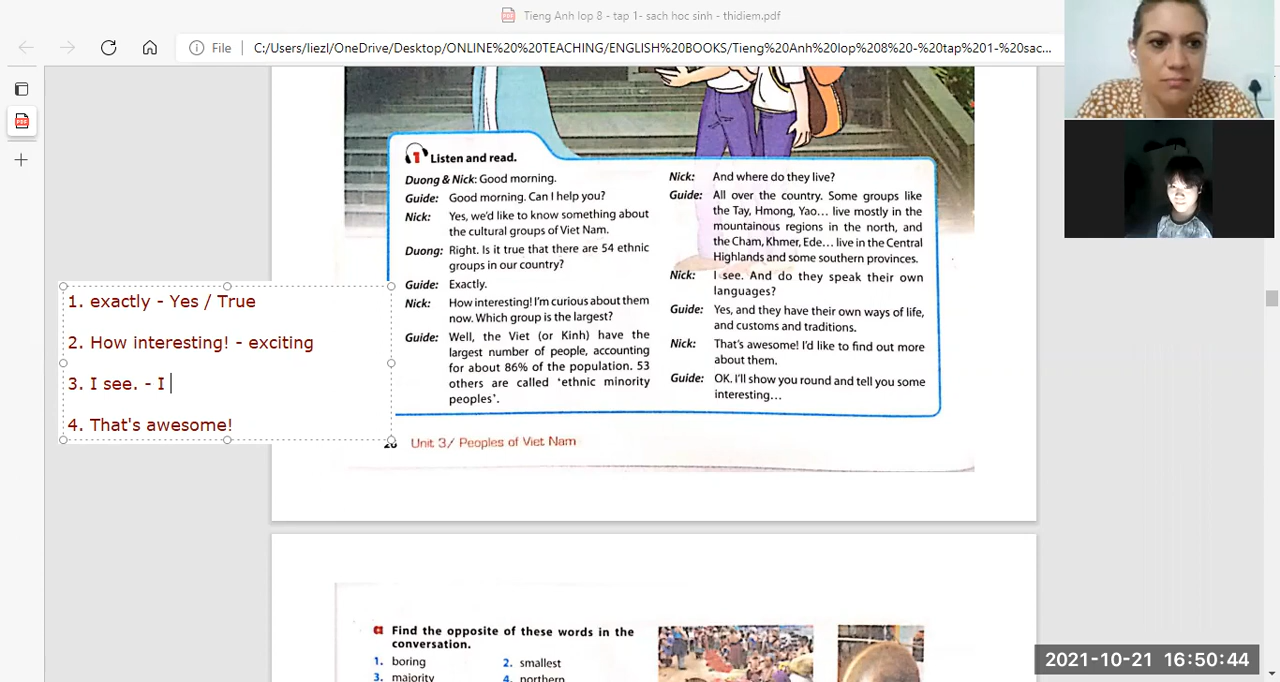 Tieng Anh lop 8 - tap 1- sach hoc sinh - thidiem.pdf
File C:/Users/liezl/OneDrive/Desktop/ONLINE%20%20TEACHING/ENGLISH%20BOOKS/Tieng%20Anh%20lop%208%20-%20tap%201-%20sac...
1 Listen and read.
Duong & Nick: Good morning.
Guide: Good morning. Can I help you?
Nick: Yes, we'd like to know something about
the cultural groups of Viet Nam.
Duong: Right. Is it true that there are 54 ethnic
groups in our country?
Guide: Exactly.
Nick: How interesting! I'm curious about them
now. Which group is the largest?
Guide: Well, the Viet (or Kinh) have the
largest number of people, accounting
for about 86% of the population. 53
others are called 'ethnic minority
peoples'.
Nick: And where do they live?
Guide: All over the country. Some groups like
the Tay, Hmong, Yao... live mostly in the
mountainous regions in the north, and
the Cham, Khmer, Ede... live in the Central
Highlands and some southern provinces.
Nick: I see. And do they speak their own
languages?
Guide: Yes, and they have their own ways of life,
and customs and traditions.
Nick: That's awesome! I'd like to find out more
about them.
Guide: OK. I'll show you round and tell you some
interesting...
1. exactly - Yes / True
2. How interesting! - exciting
3. I see. - I
4. That's awesome!
Unit 3/ Peoples of Viet Nam
a Find the opposite of these words in the
conversation.
1. boring 2. smallest
3. majority 4. northern
2021-10-21 16:50:44